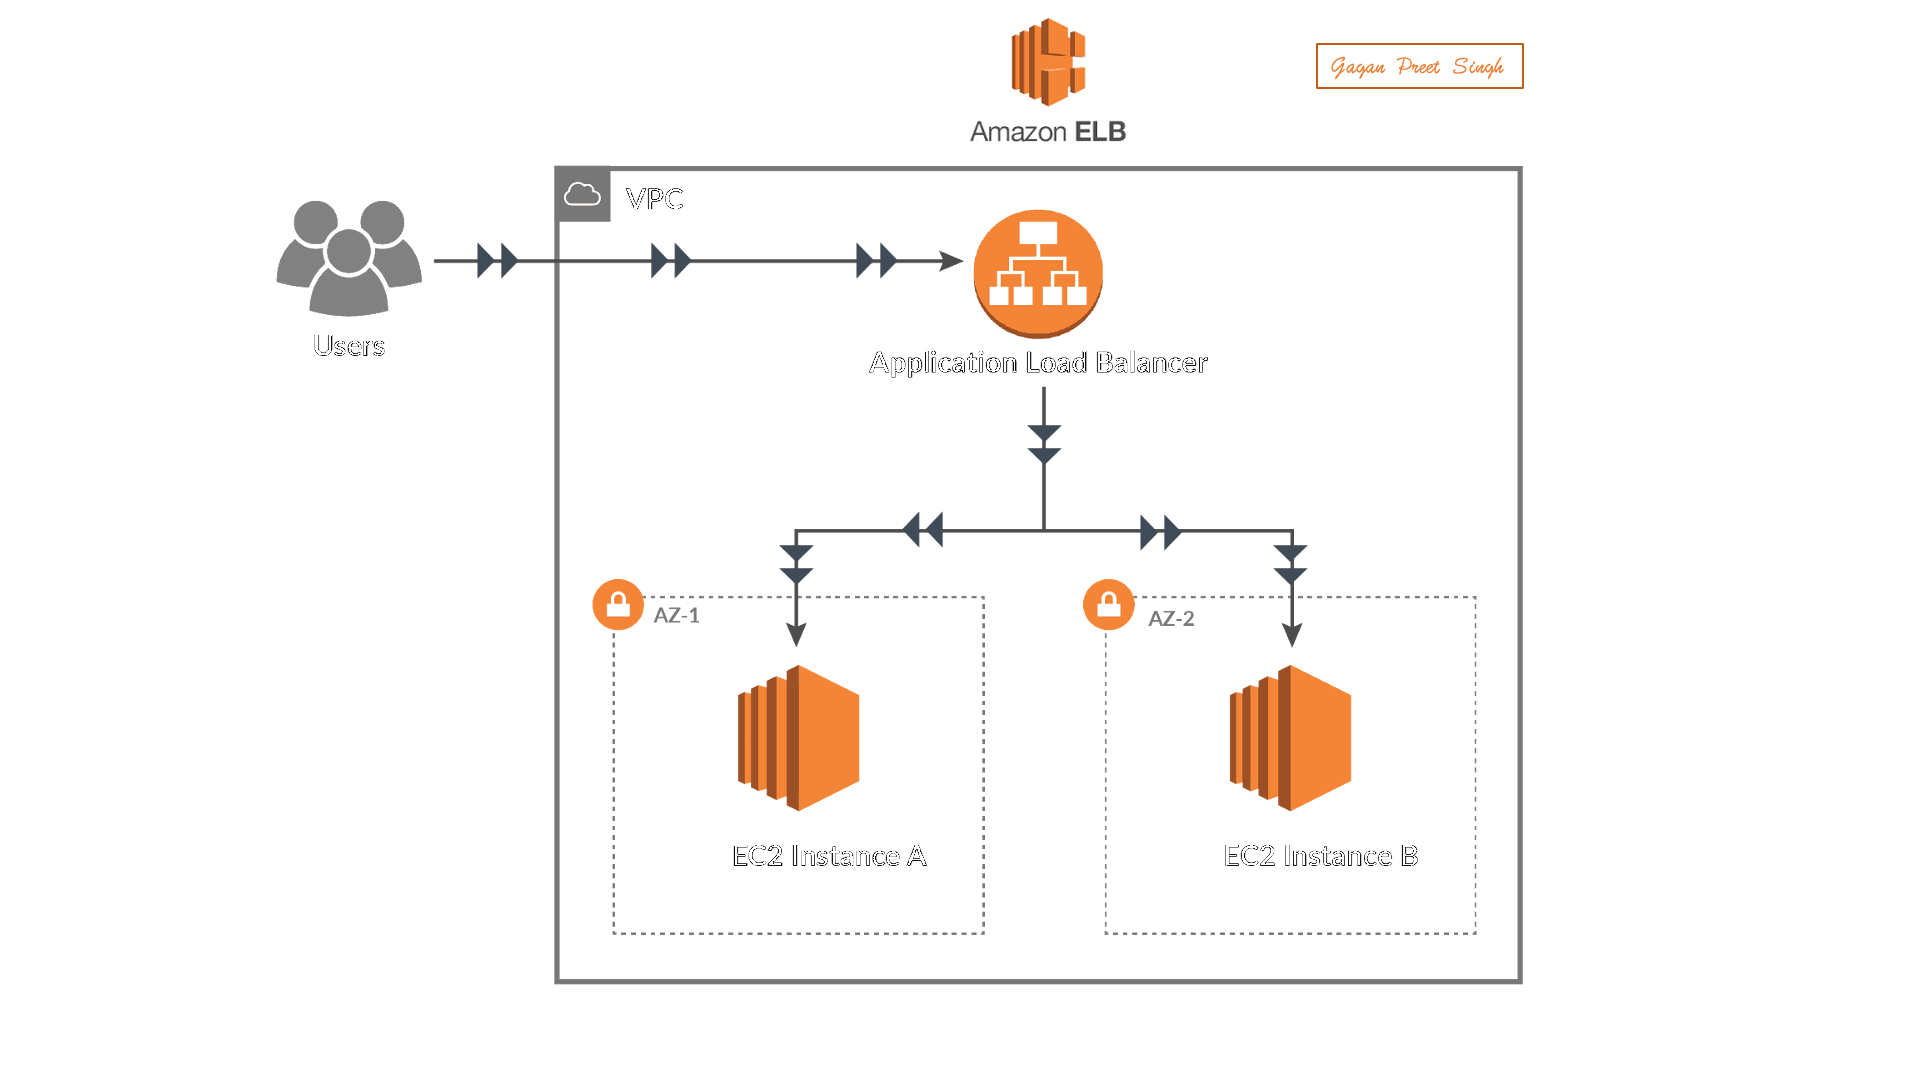 Amazon ELB
Gagan Preet Singh
VPC
Users
Application Load Balancer
AZ-1
AZ-2
EC2 Instance A
EC2 Instance B